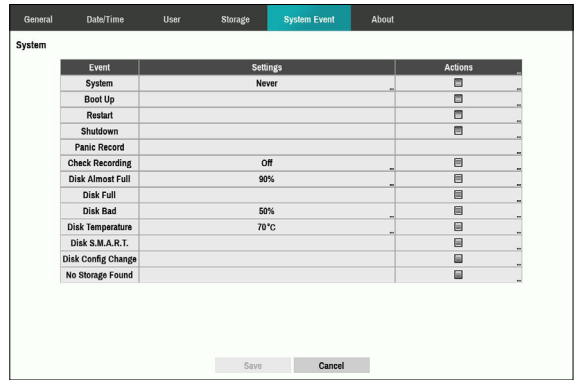 General Date/Time User Storage System Event About
System
Event Settings Actions ...
System Never ... ...
Boot Up ...
Restart ...
Shutdown ...
Panic Record ...
Check Recording Off ... ...
Disk Almost Full 90% ... ...
Disk Full ...
Disk Bad 50% ... ...
Disk Temperature 70°C ... ...
Disk S.M.A.R.T. ...
Disk Config Change ...
No Storage Found ...
Save Cancel